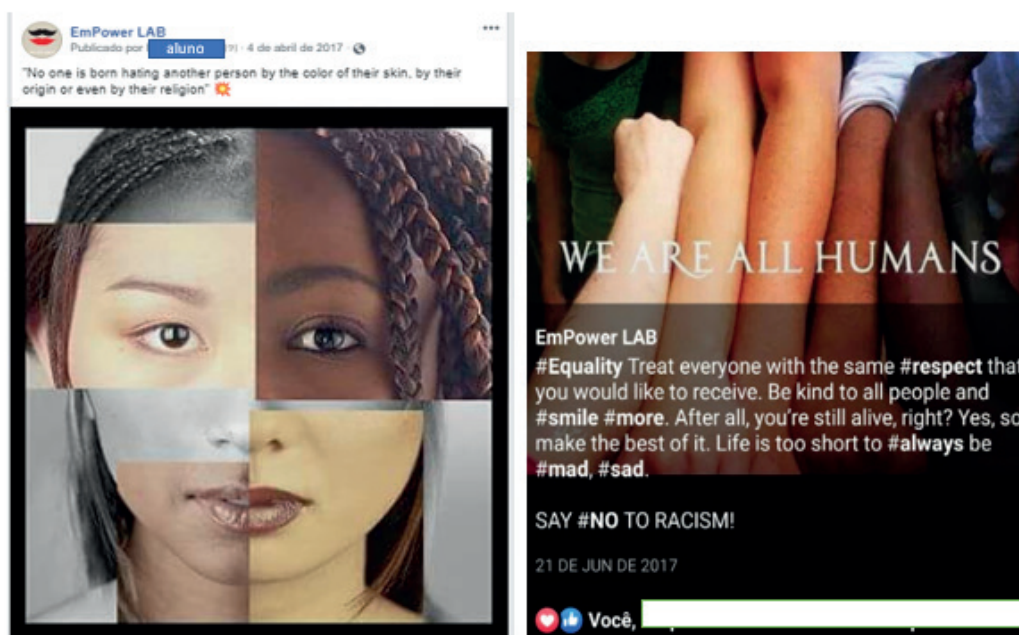 EmPower LAB
Publicado por aluno · 4 de abril de 2017 ·
"No one is born hating another person by the color of their skin, by their
origin or even by their religion"
WE ARE ALL HUMANS
EmPower LAB
#Equality Treat everyone with the same #respect that
you would like to receive. Be kind to all people and
#smile #more. After all, you're still alive, right? Yes, so
make the best of it. Life is too short to #always be
#mad, #sad.
SAY #NO TO RACISM!
21 DE JUN DE 2017
Você,